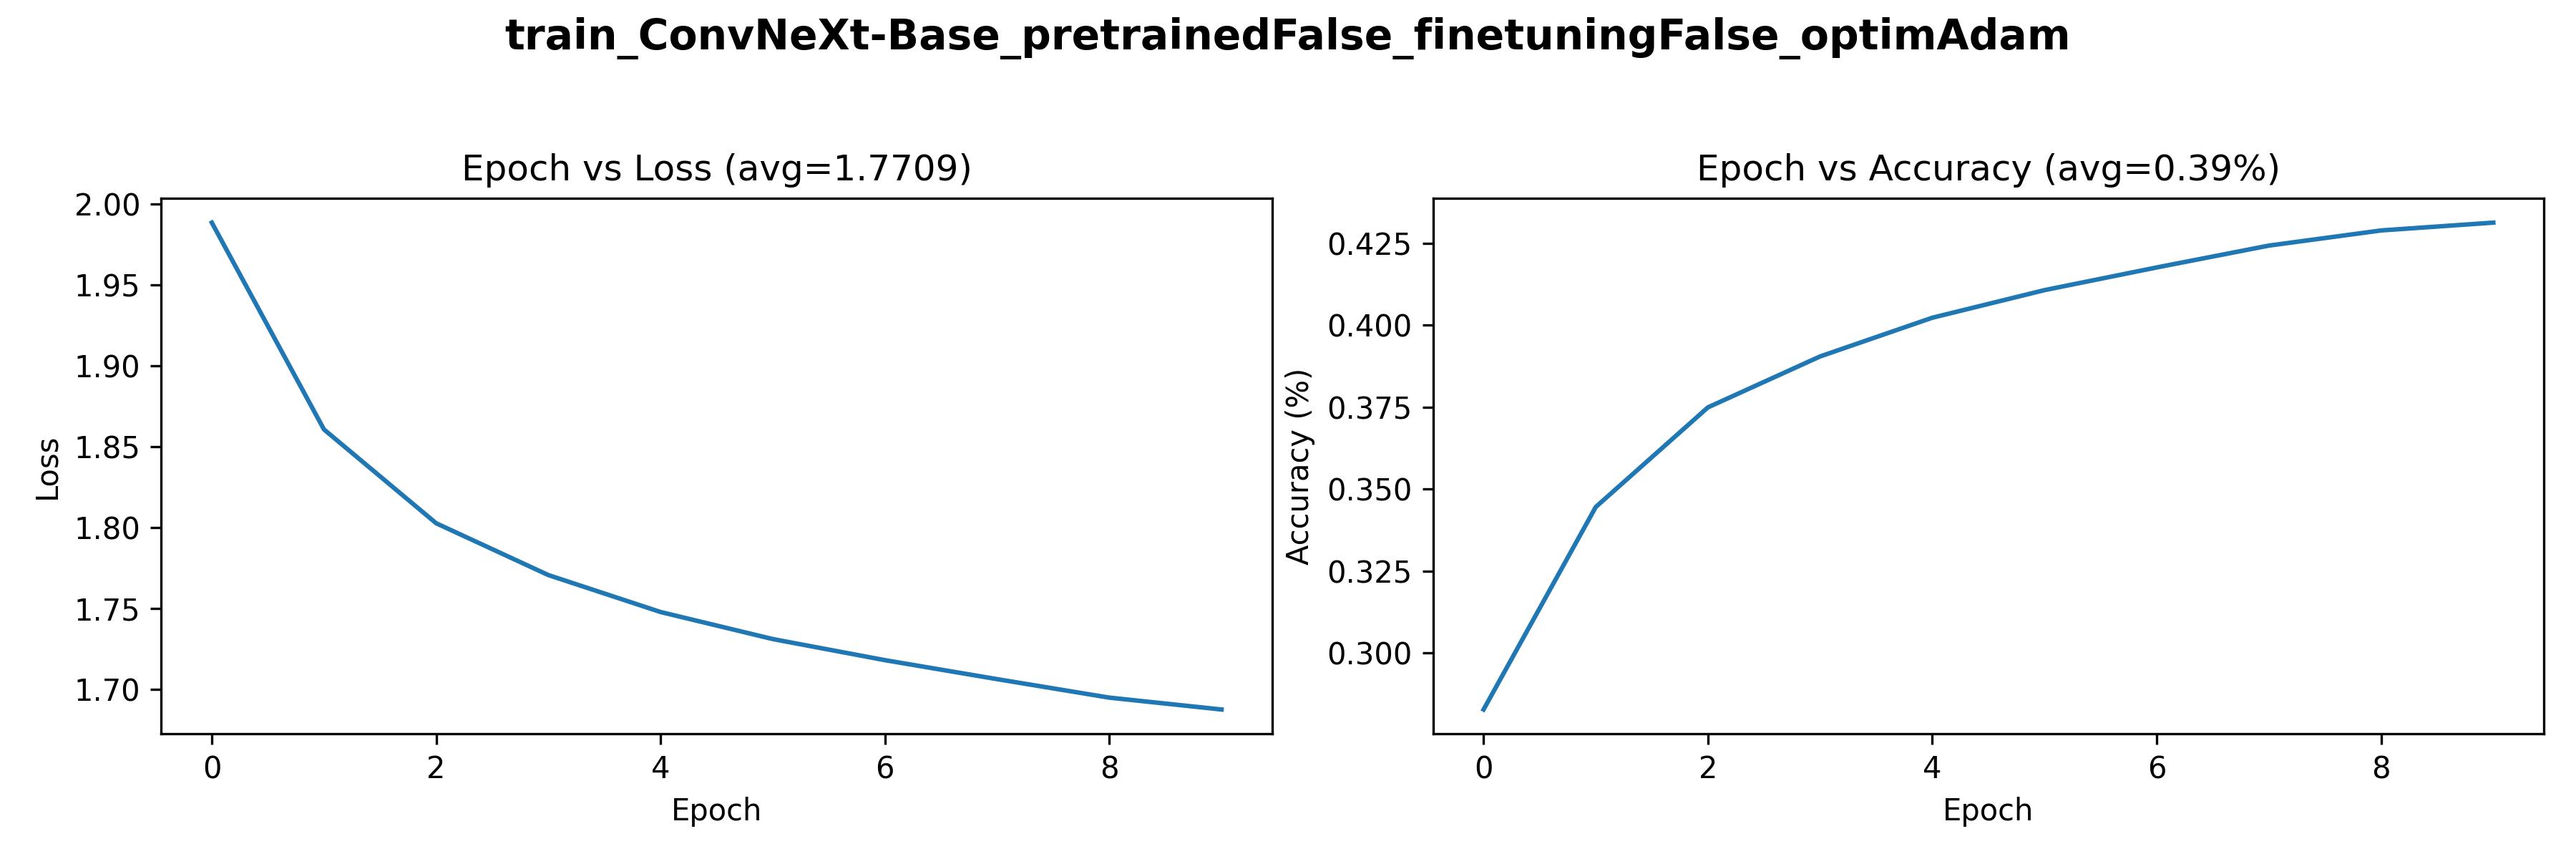 train_ConvNeXt-Base_pretrainedFalse_finetuningFalse_optimAdam
Epoch vs Loss (avg=1.7709)
2.00
1.95
1.90
1.85
1.80
1.75
1.70
Loss
0 2 4 6 8
Epoch
Epoch vs Accuracy (avg=0.39%)
0.425
0.400
0.375
0.350
0.325
0.300
Accuracy (%)
0 2 4 6 8
Epoch